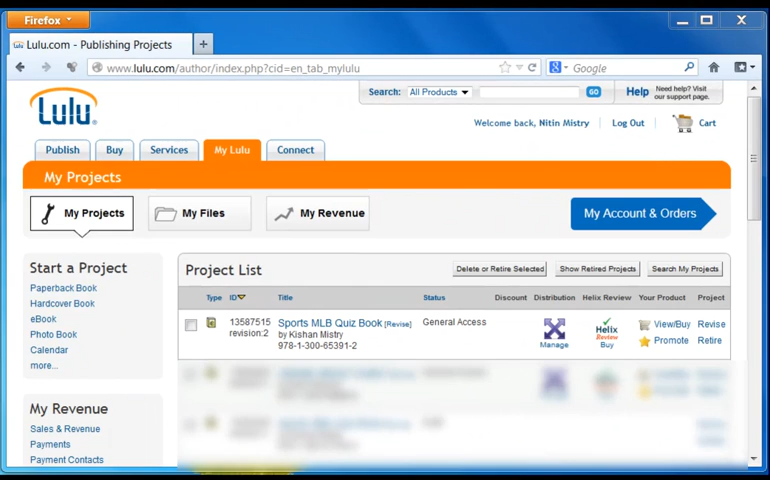 Firefox
Lulu.com - Publishing Projects
www.lulu.com/author/index.php?cid=en_tab_mylulu
Google
Lulu
Search: All Products GO Help Need help? Visit our support page.
Welcome back, Nitin Mistry Log Out Cart
Publish Buy Services My Lulu Connect
My Projects
My Projects My Files My Revenue My Account & Orders
Start a Project
Paperback Book
Hardcover Book
eBook
Photo Book
Calendar
more...
My Revenue
Sales & Revenue
Payments
Payment Contacts
Project List Delete or Retire Selected Show Retired Projects Search My Projects
Type ID Title Status Discount Distribution Helix Review Your Product Project
13587515 Sports MLB Quiz Book [Revise] General Access Helix View/Buy Revise
revision:2 by Kishan Mistry Manage Review Buy Promote Retire
978-1-300-65391-2